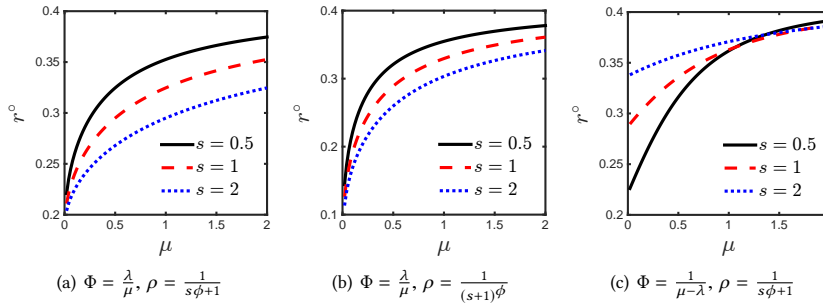 0.4
0.35
0.3
0.25
0.2
0 0.5 1 1.5 2
r°
μ
s = 0.5
s = 1
s = 2
(a) Φ = λ/μ, ρ = 1/(sϕ+1)
0.4
0.3
0.2
0.1
0 0.5 1 1.5 2
r°
μ
s = 0.5
s = 1
s = 2
(b) Φ = λ/μ, ρ = 1/(s+1)^ϕ
0.4
0.35
0.3
0.25
0.2
0 0.5 1 1.5
r°
μ
s = 0.5
s = 1
s = 2
(c) Φ = 1/(μ−λ), ρ = 1/(sϕ+1)